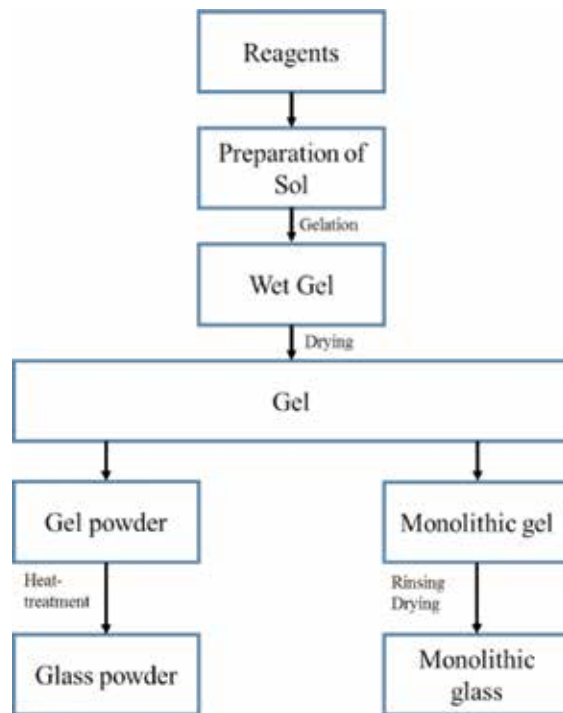 Reagents
Preparation of
Sol
Gelation
Wet Gel
Drying
Gel
Gel powder
Monolithic gel
Heat-
treatment
Rinsing
Drying
Glass powder
Monolithic
glass